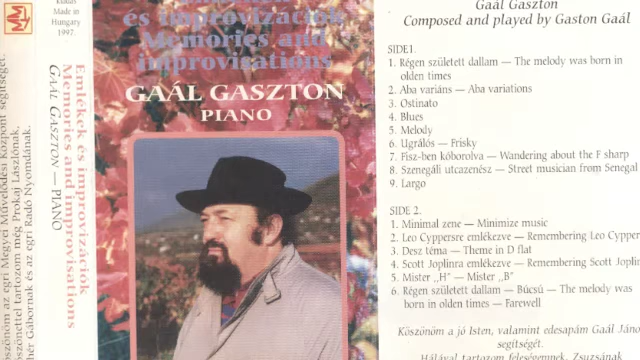 kiadás
Made in
Hungary
1997.
Emlékek és improvizációk
Memories and improvisations
GAÁL GASZTON — PIANO
és improvizációk
Memories and
improvisations
GAÁL GASZTON
PIANO
Gaál Gaszton
Composed and played by Gaston Gaál
SIDE1.
1. Régen született dallam — The melody was born in
olden times
2. Aba variáns — Aba variations
3. Ostinato
4. Blues
5. Melody
6. Ugrálós — Frisky
7. Fisz-ben kóborolva — Wandering about the F sharp
8. Szenegáli utcazenész — Street musician from Senegal
9. Largo
SIDE 2.
1. Minimal zene — Minimize music
2. Leo Cyppersre emlékezve — Remembering Leo Cypper
3. Desz téma — Theme in D flat
4. Scott Joplinra emlékezve — Remembering Scott Joplin
5. Mister „H" — Mister „B"
6. Régen született dallam — Búcsú — The melody was
born in olden times — Farewell
Köszönöm a jó Isten, valamint édesapám Gaál Jáno
segítségét.
Hálával tartozom feleségemnek, Zsuzsának
öszönöm az egri Megyei Művelődési Központ segítségét.
öszönettel tartozom még Prokaj Lászlónak,
hér Gábornak és az egri Radó Nyomdának.